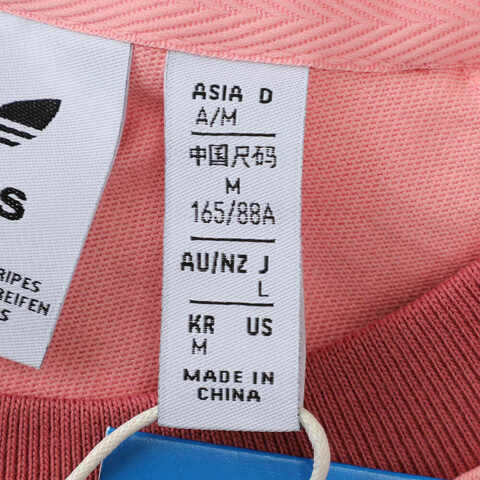 s
RIPES
REIFEN
S
ASIA D
A/M
中国尺码
M
165/88A
AU/NZ J
L
KR US
M
MADE IN
CHINA